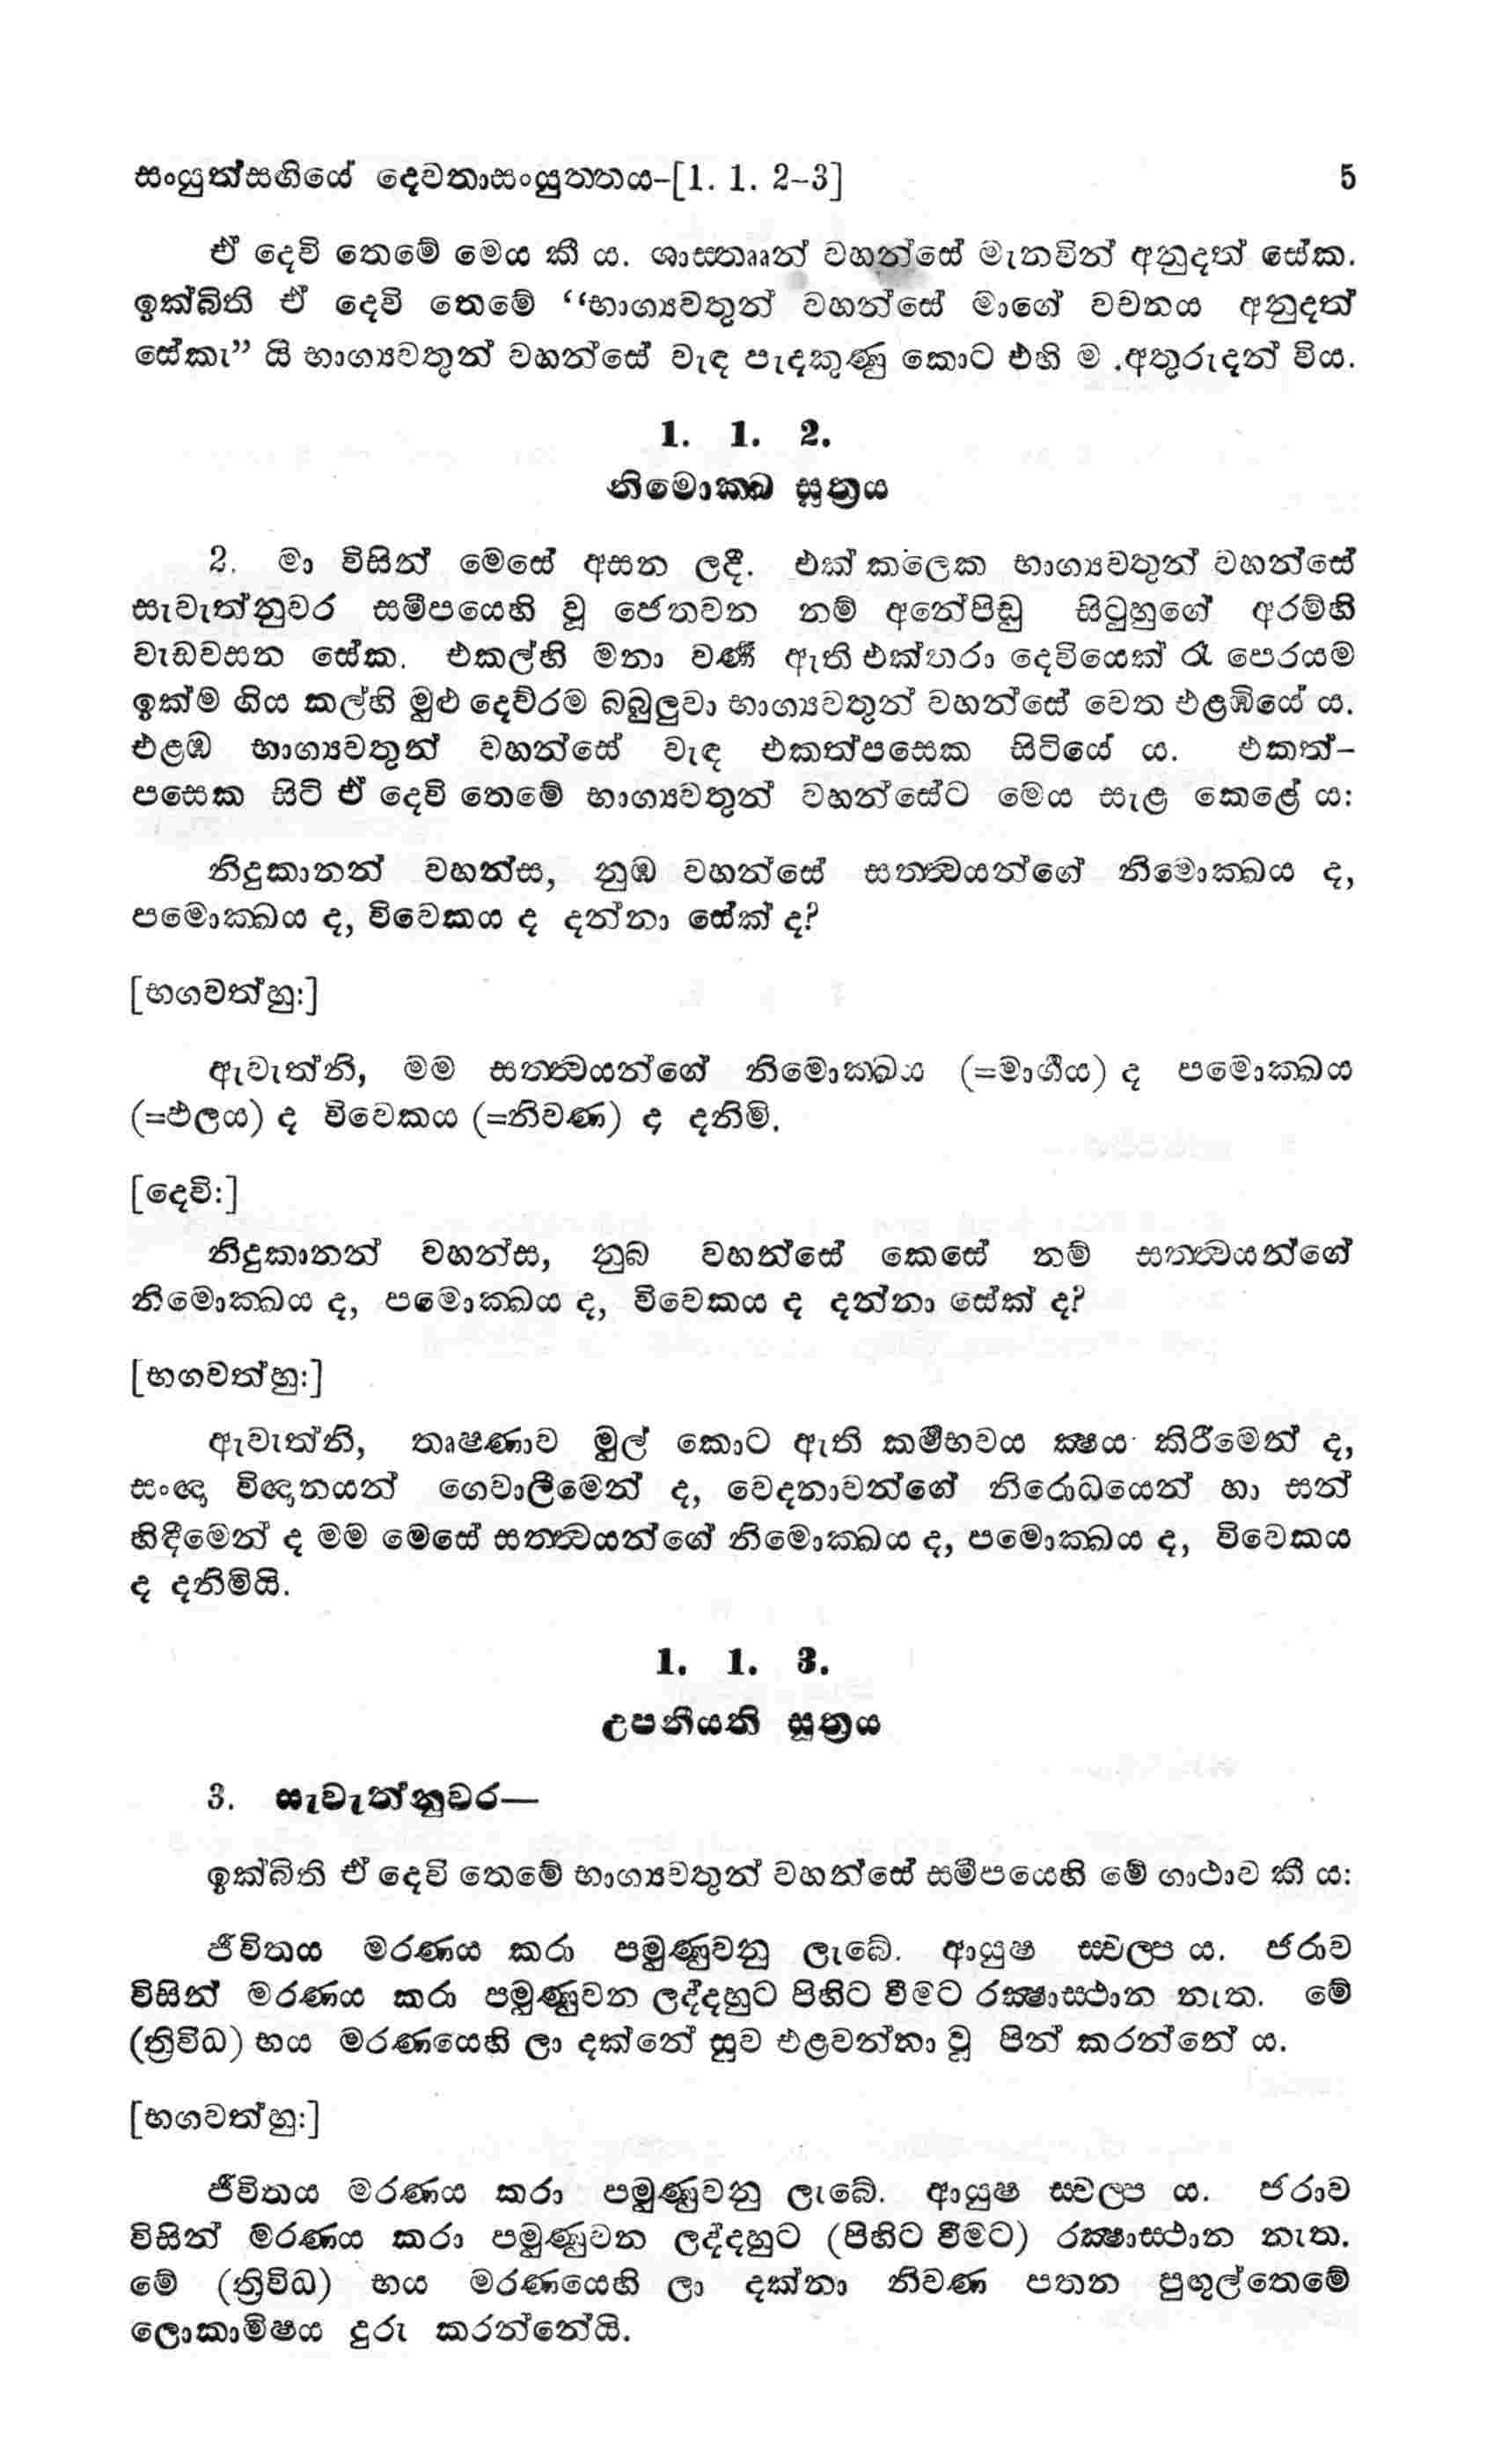 සංයුත්සඟියේ දෙවතාසංයුත්තය-[1. 1. 2-3] 5
ඒ දෙවි තෙමේ මෙය කී ය. ශාස්තෲන් වහන්සේ මැනවින් අනුදත් සේක.
ඉක්බිති ඒ දෙවි තෙමේ “භාග්‍යවතුන් වහන්සේ මාගේ වචනය අනුදත්
සේකැ” යි භාග්‍යවතුන් වහන්සේ වැඳ පැදකුණු කොට එහි ම අතුරුදන් විය.
1. 1. 2.
නිමොක්ඛ සූත්‍රය
2. මා විසින් මෙසේ අසන ලදී. එක් කලෙක භාග්‍යවතුන් වහන්සේ
සැවැත්නුවර සමීපයෙහි වූ ජෙතවන නම් අනේපිඬු සිටුහුගේ අරම්හි
වැඩවසන සේක. එකල්හි මනා වර්‍ණ ඇති එක්තරා දෙවියෙක් රෑ පෙරයම
ඉක්ම ගිය කල්හි මුළු දෙව්රම බබුලුවා භාග්‍යවතුන් වහන්සේ වෙත එළඹියේ ය.
එළඹ භාග්‍යවතුන් වහන්සේ වැඳ එකත්පසෙක සිටියේ ය. එකත්-
පසෙක සිටි ඒ දෙවි තෙමේ භාග්‍යවතුන් වහන්සේට මෙය සැළ කෙළේ ය:
නිදුකානන් වහන්ස, නුඹ වහන්සේ සත්ත්‍වයන්ගේ නිමොක්ඛය ද,
පමොක්ඛය ද, විවෙකය ද දන්නා සේක් ද?
[භගවත්හු:]
ඇවැත්නි, මම සත්ත්‍වයන්ගේ නිමොක්ඛය (=මාර්‍ගය) ද පමොක්ඛය
(=ඵලය) ද විවෙකය (=නිවණ) ද දනිමි.
[දෙවි:]
නිදුකානන් වහන්ස, නුබ වහන්සේ කෙසේ නම් සත්ත්‍වයන්ගේ
නිමොක්ඛය ද, පමොක්ඛය ද, විවෙකය ද දන්නා සේක් ද?
[භගවත්හු:]
ඇවැත්නි, තෘෂ්ණාව මුල් කොට ඇති කර්‍මභවය ක්‍ෂය කිරීමෙන් ද,
සංඥා විඥානයන් ගෙවාලීමෙන් ද, වෙදනාවන්ගේ නිරොධයෙන් හා සන්
හිඳීමෙන් ද මම මෙසේ සත්ත්‍වයන්ගේ නිමොක්ඛය ද, පමොක්ඛය ද, විවෙකය
ද දනිමියි.
1. 1. 3.
උපනීයති සූත්‍රය
3. සැවැත්නුවර—
ඉක්බිති ඒ දෙවි තෙමේ භාග්‍යවතුන් වහන්සේ සමීපයෙහි මේ ගාථාව කී ය:
ජීවිතය මරණය කරා පමුණුවනු ලැබේ. ආයුෂ ස්වල්ප ය. ජරාව
විසින් මරණය කරා පමුණුවන ලද්දහුට පිහිට වීමට රක්‍ෂාස්ථාන නැත. මේ
(ත්‍රිවිධ) භය මරණයෙහි ලා දක්නේ සුව එළවන්නා වූ පින් කරන්නේ ය.
[භගවත්හු:]
ජීවිතය මරණය කරා පමුණුවනු ලැබේ. ආයුෂ ස්වල්ප ය. ජරාව
විසින් මරණය කරා පමුණුවන ලද්දහුට (පිහිට වීමට) රක්‍ෂාස්ථාන නැත.
මේ (ත්‍රිවිධ) භය මරණයෙහි ලා දක්නා නිවණ පතන පුඟුල්තෙමේ
ලොකාමිෂය දුරු කරන්නේයි.